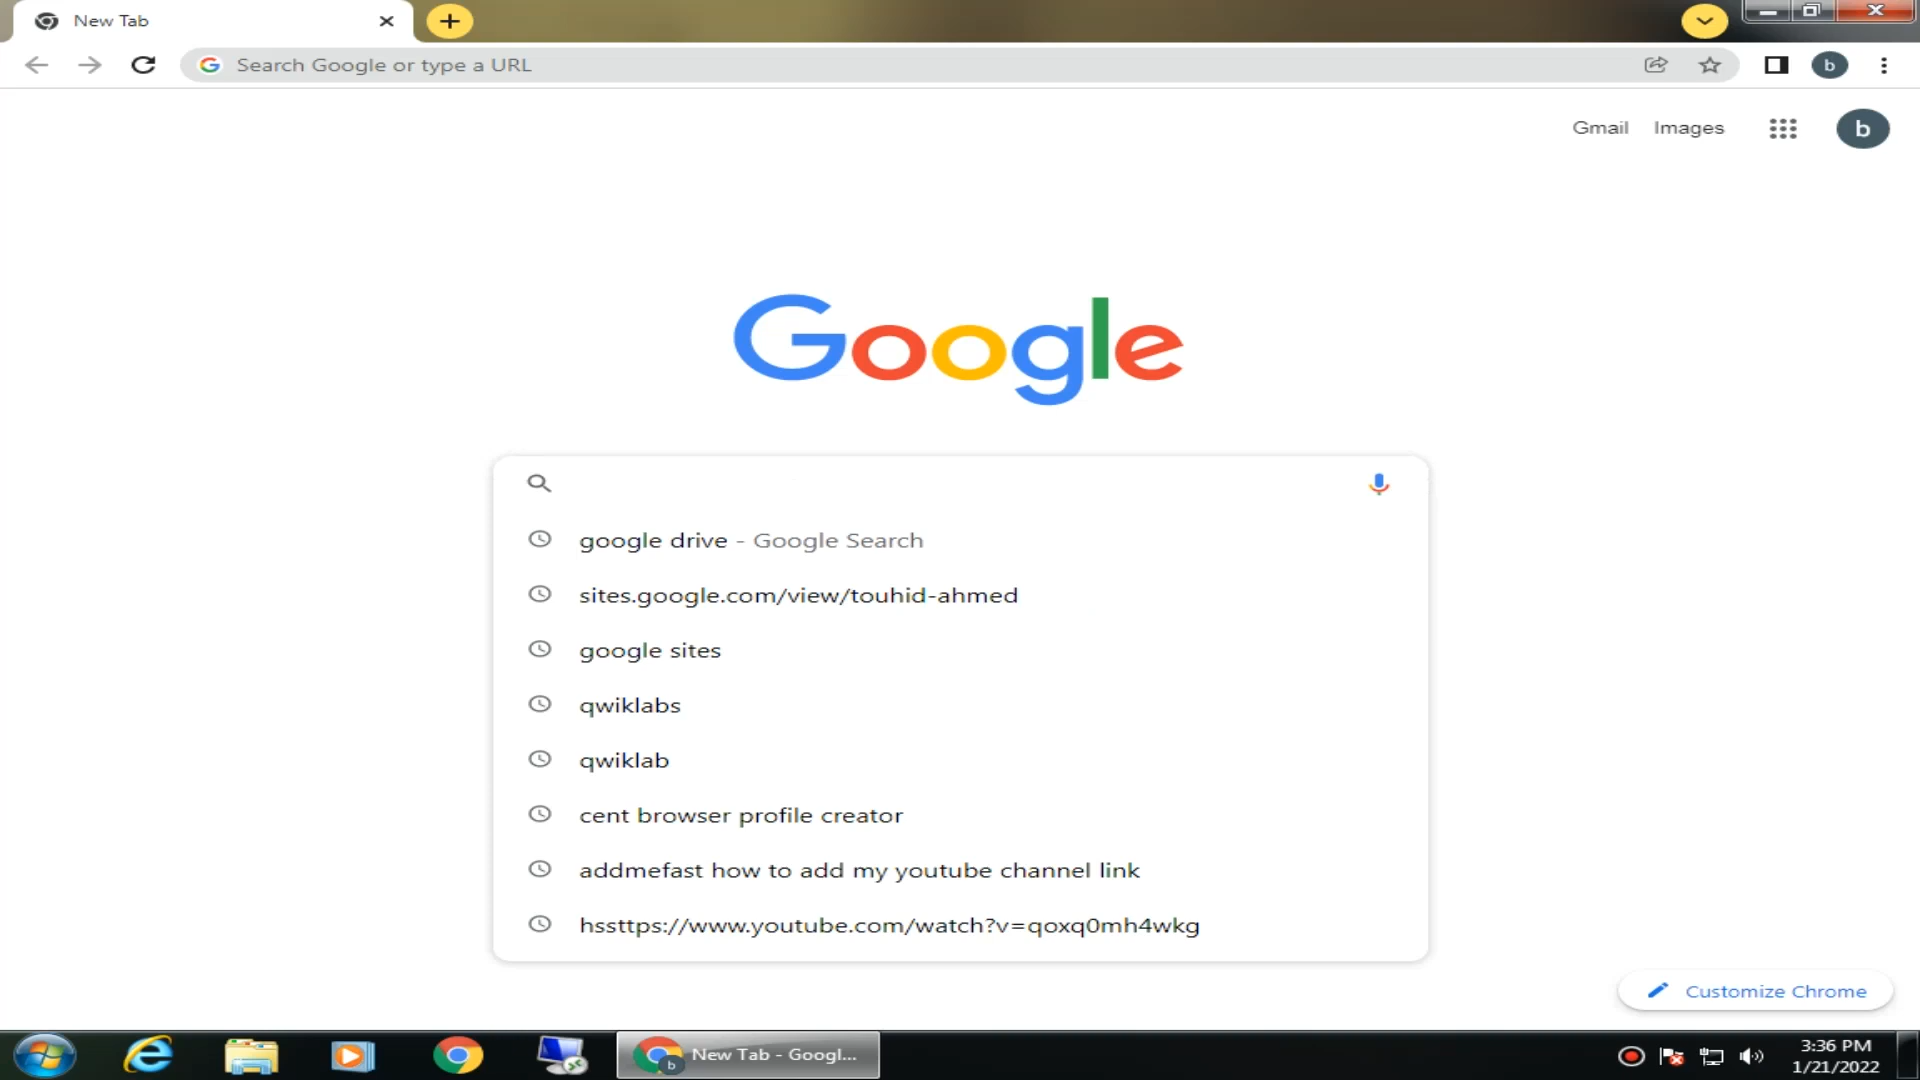 New Tab
Search Google or type a URL
b
Gmail
Images
b
Google
google drive - Google Search
sites.google.com/view/touhid-ahmed
google sites
qwiklabs
qwiklab
cent browser profile creator
addmefast how to add my youtube channel link
hssttps://www.youtube.com/watch?v=qoxq0mh4wkg
Customize Chrome
b
New Tab - Googl...
3:36 PM
1/21/2022